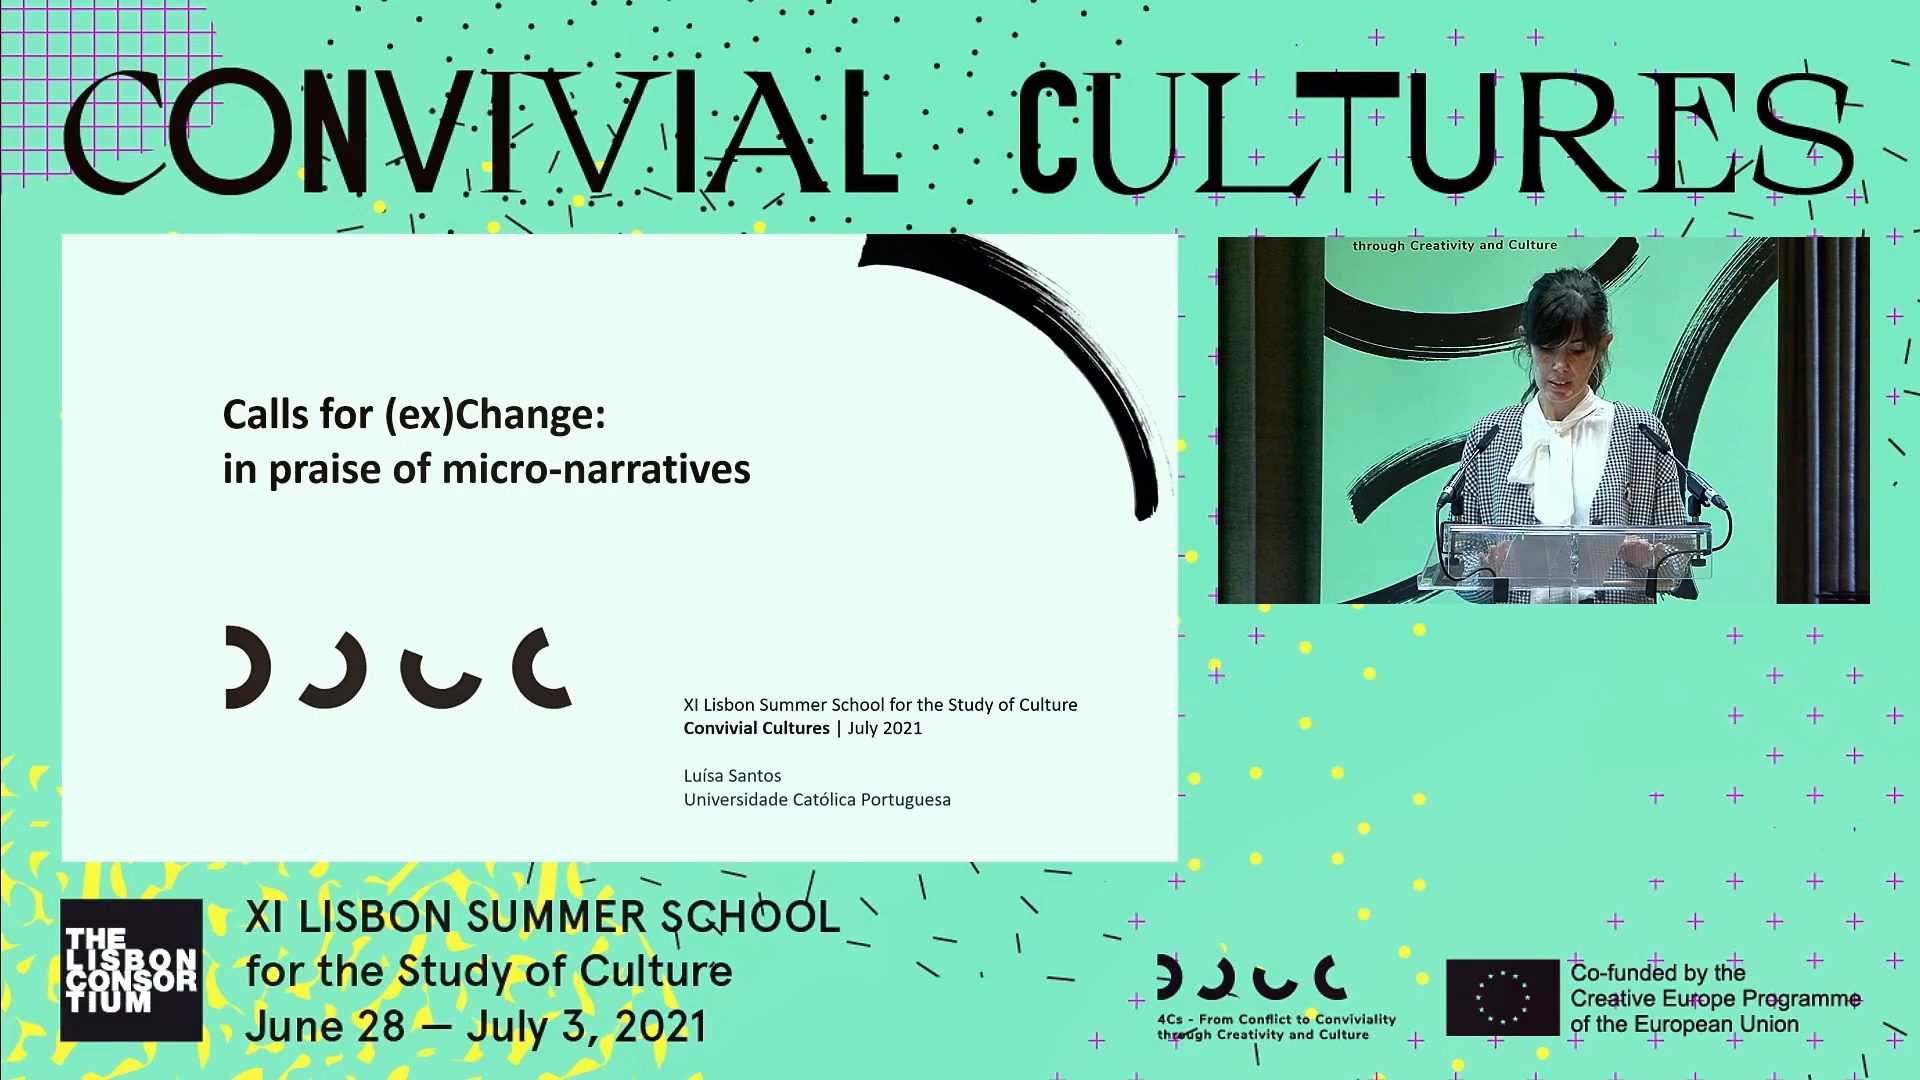 CONVIVIAL CULTURES
through Creativity and Culture
Calls for (ex)Change:
in praise of micro-narratives
XI Lisbon Summer School for the Study of Culture
Convivial Cultures | July 2021
Luísa Santos
Universidade Católica Portuguesa
THE
LISBON
CONSOR
TIUM
XI LISBON SUMMER SCHOOL
for the Study of Culture
June 28 — July 3, 2021
4Cs - From Conflict to Conviviality
through Creativity and Culture
Co-funded by the
Creative Europe Programme
of the European Union